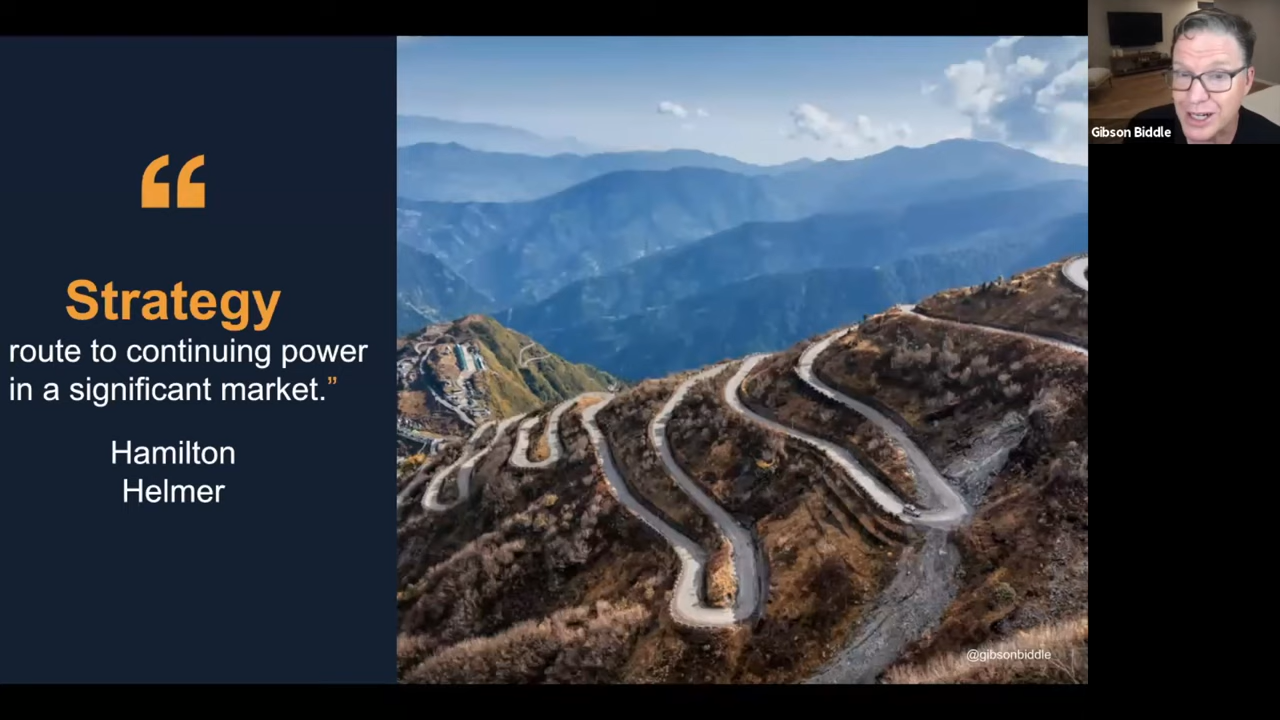 “
Strategy
route to continuing power
in a significant market.”
Hamilton
Helmer
@gibsonbiddle
Gibson Biddle